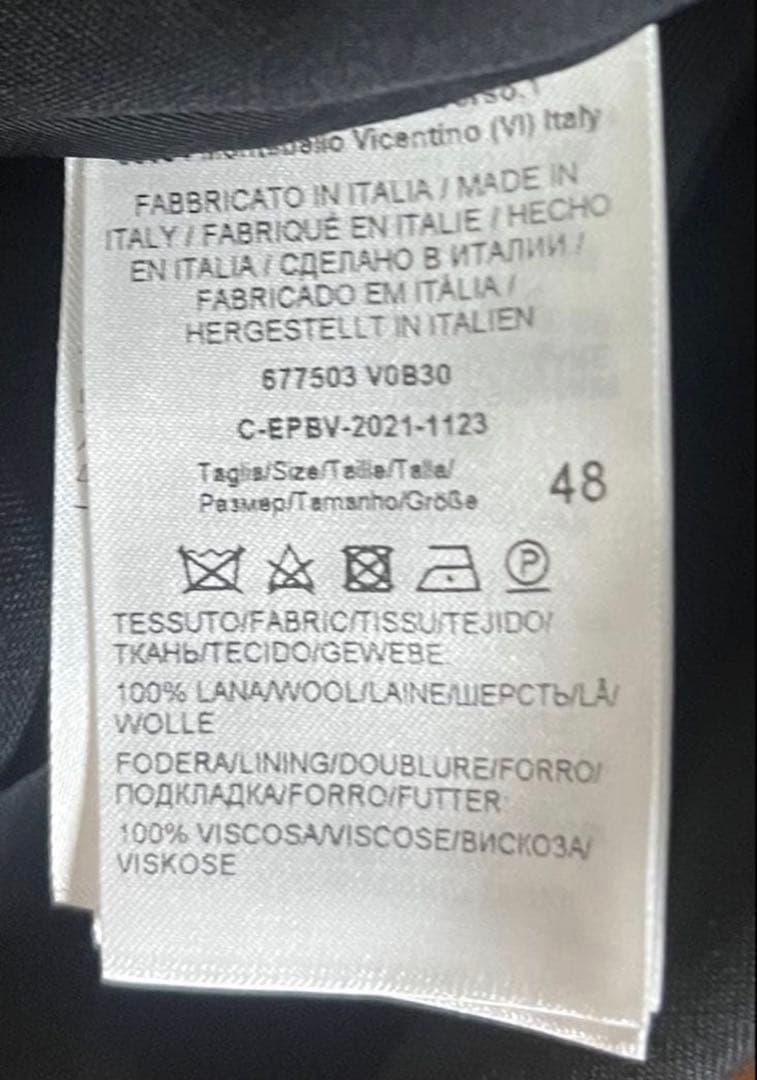 Vicentino (VI) Italy
FABBRICATO IN ITALIA / MADE IN
ITALY / FABRIQUÉ EN ITALIE / HECHO
EN ITALIA / СДЕЛАНО В ИТАЛИИ /
FABRICADO EM ITÀLIA /
HERGESTELLT IN ITALIEN
677503 V0B30
C-EPBV-2021-1123
Taglia/Size/Taille/Talla/
Размер/Tamanho/Größe 48
P
TESSUTO/FABRIC/TISSU/TEJIDO/
ТКАНЬ/TECIDO/GEWEBE
100% LANA/WOOL/LAINE/ШЕРСТЬ/LÃ/
WOLLE
FODERA/LINING/DOUBLURE/FORRO/
ПОДКЛАДКА/FORRO/FUTTER
100% VISCOSA/VISCOSE/ВИСКОЗА/
VISKOSE